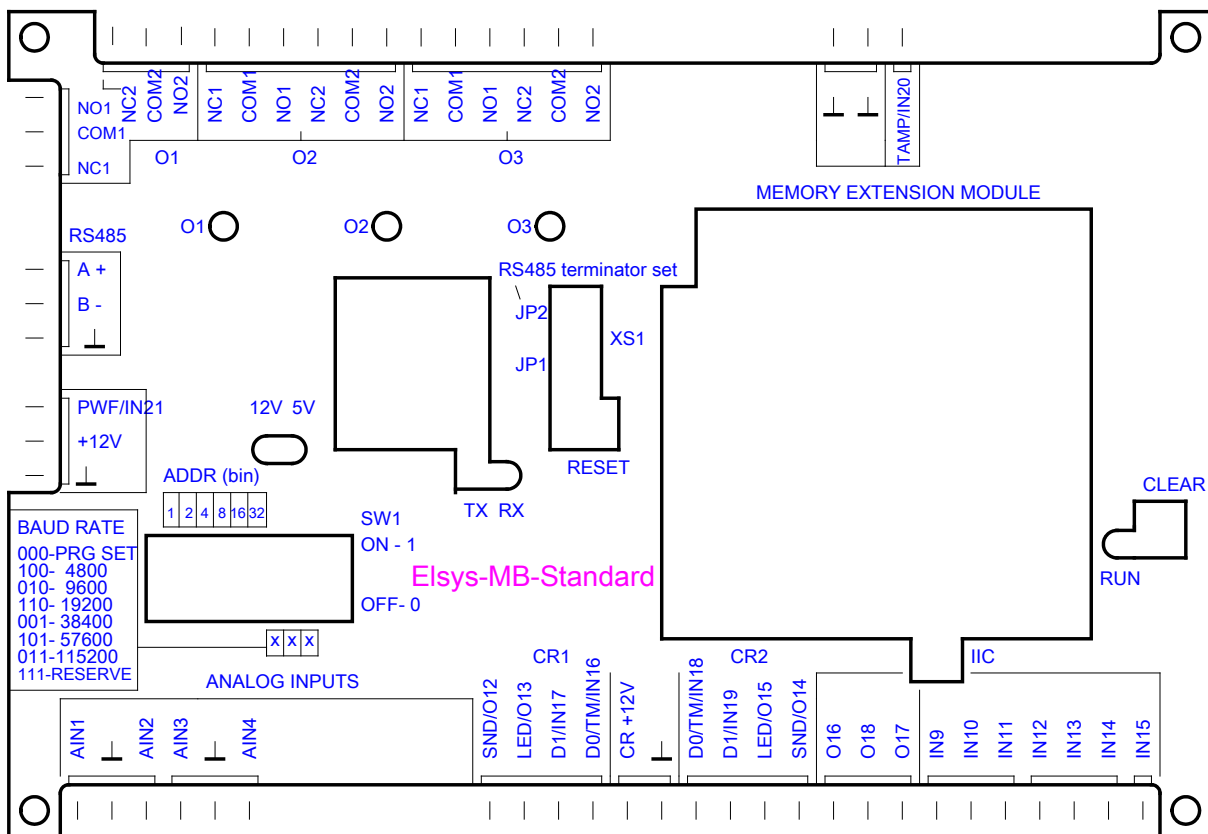 NC2
COM2
NO2
NC1
COM1
NO1
NC2
COM2
NO2
NC1
COM1
NO1
NC2
COM2
NO2
TAMP/IN20
NO1
COM1
NC1
O1
O2
O3
MEMORY EXTENSION MODULE
O1
O2
O3
RS485
A +
B -
RS485 terminator set
JP2
XS1
JP1
PWF/IN21
+12V
12V 5V
RESET
ADDR (bin)
1 2 4 8 16 32
TX RX
CLEAR
RUN
SW1
ON - 1
OFF- 0
BAUD RATE
000-PRG SET
100- 4800
010- 9600
110- 19200
001- 38400
101- 57600
011-115200
111-RESERVE
Elsys-MB-Standard
x x x
ANALOG INPUTS
CR1
CR2
IIC
AIN1
AIN2
AIN3
AIN4
SND/O12
LED/O13
D1/IN17
D0/TM/IN16
CR +12V
D0/TM/IN18
D1/IN19
LED/O15
SND/O14
O16
O18
O17
IN9
IN10
IN11
IN12
IN13
IN14
IN15